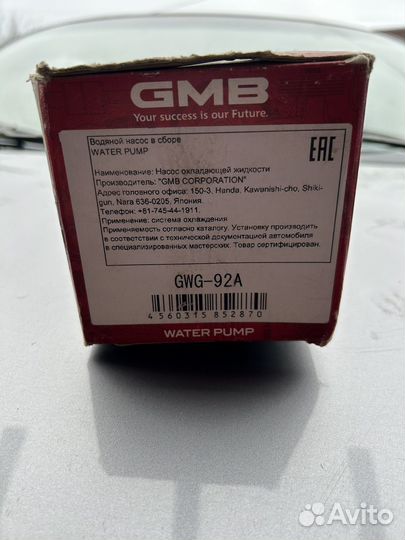 GMB
Your success is our Future.
Водяной насос в сборе
WATER PUMP
EAC
Наименование: Насос охладающей жидкости
Производитель: "GMB CORPORATION"
Адрес головного офиса: 150-3, Handa, Kawanishi-cho, Shiki-
gun, Nara 636-0205, Япония.
Телефон: +81-745-44-1911.
Применение: система охлаждения
Применяемость согласно каталогу. Установку производить
в соответствии с технической документацией автомобиля
в специализированных мастерских. Товар сертифицирован.
GWG-92A
4 560315 852870
WATER PUMP
Avito